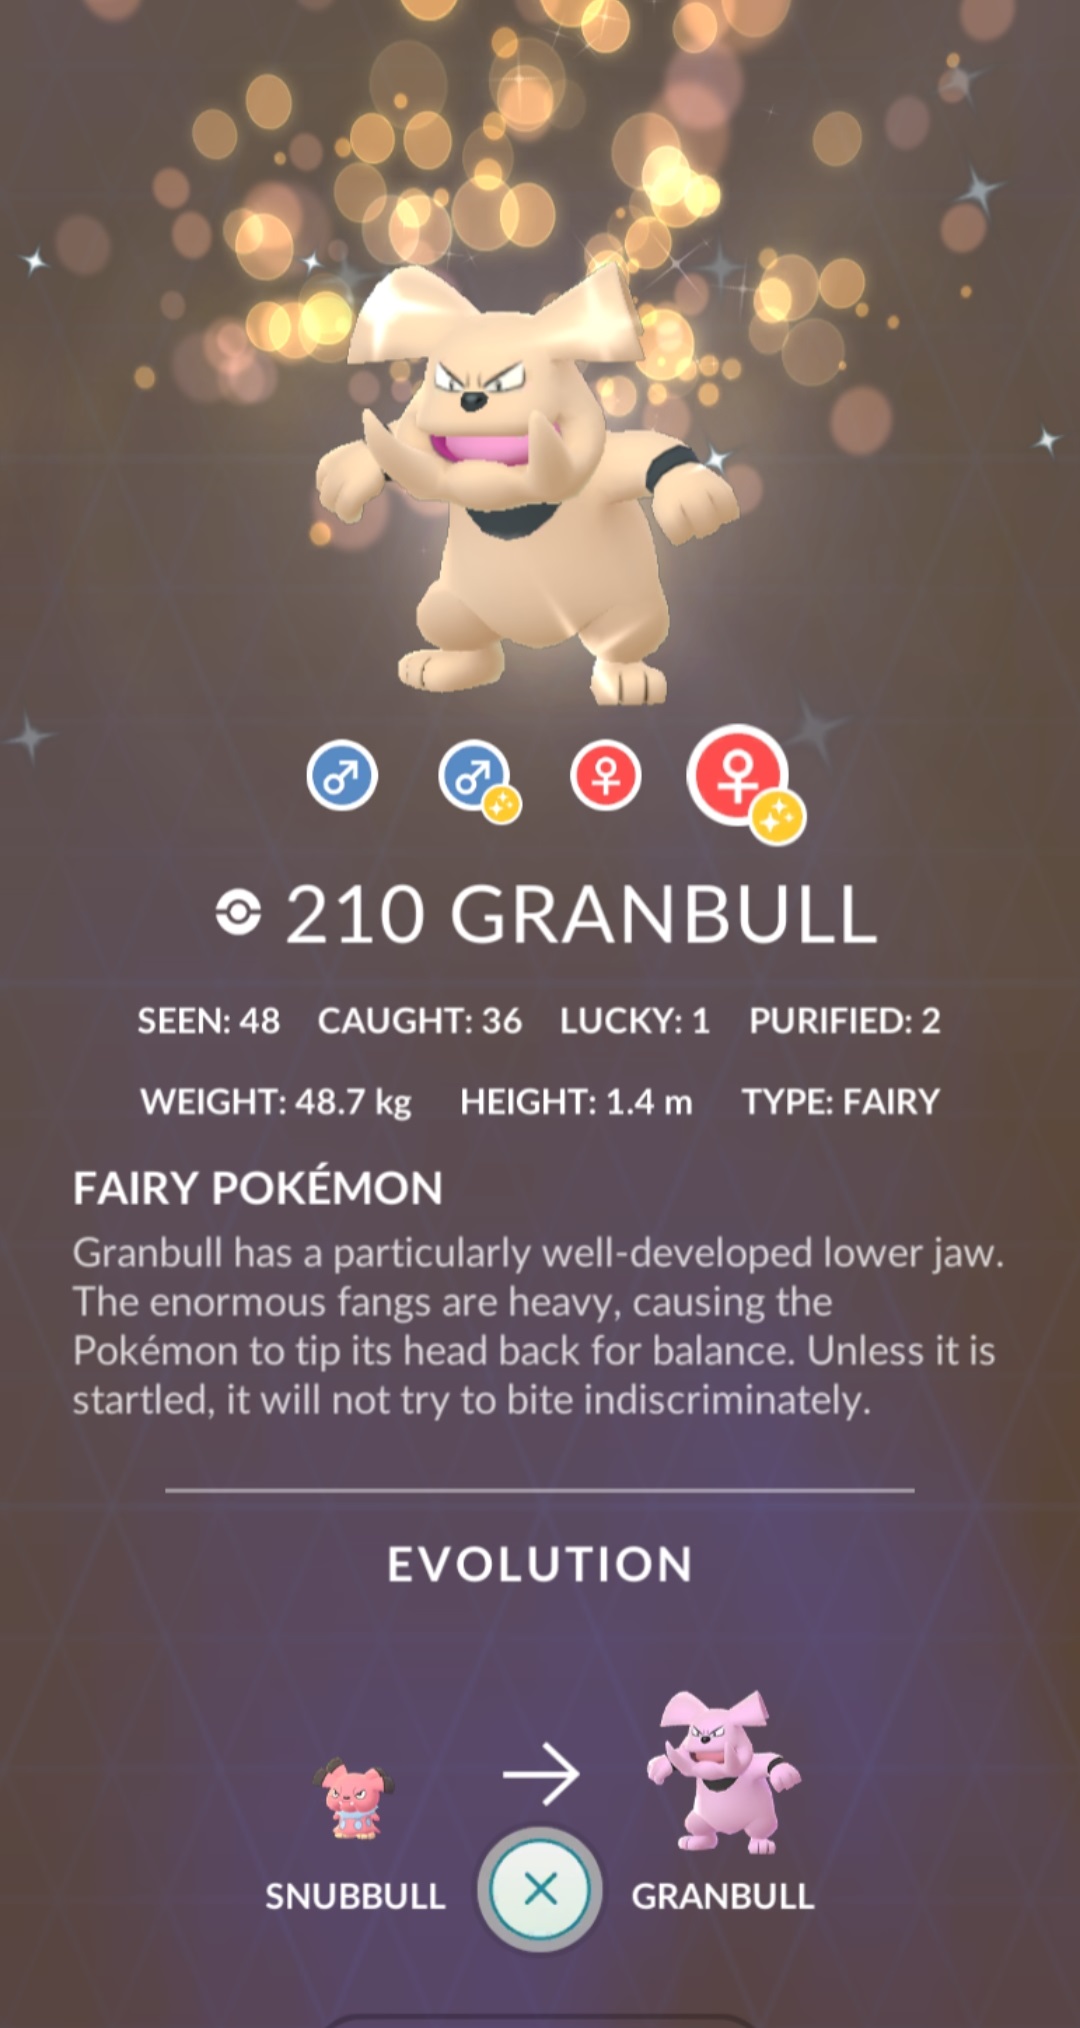 210 GRANBULL
SEEN: 48 CAUGHT: 36 LUCKY: 1 PURIFIED: 2
WEIGHT: 48.7 kg HEIGHT: 1.4 m TYPE: FAIRY
FAIRY POKÉMON
Granbull has a particularly well-developed lower jaw.
The enormous fangs are heavy, causing the
Pokémon to tip its head back for balance. Unless it is
startled, it will not try to bite indiscriminately.
EVOLUTION
SNUBBULL GRANBULL